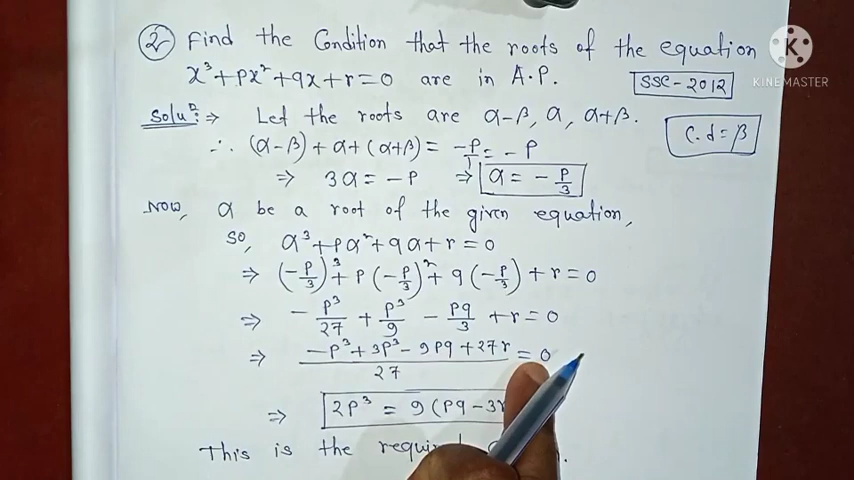 ② Find the Condition that the roots of the equation
x³ + px² + qx + r = 0 are in A.P.
SSC-2012
K
KINEMASTER
Soluⁿ: ⇒ Let the roots are α-β, α, α+β.
C.d = β
∴ (α-β) + α + (α+β) = -p/1 = -p
⇒ 3α = -p ⇒ α = -p/3
Now, α be a root of the given equation,
So, α³ + pα² + qα + r = 0
⇒ (-p/3)³ + p(-p/3)² + q(-p/3) + r = 0
⇒ -p³/27 + p³/9 - pq/3 + r = 0
⇒ (-p³ + 3p³ - 9pq + 27r)/27 = 0
⇒ 2p³ = 9(pq - 3r
This is the required